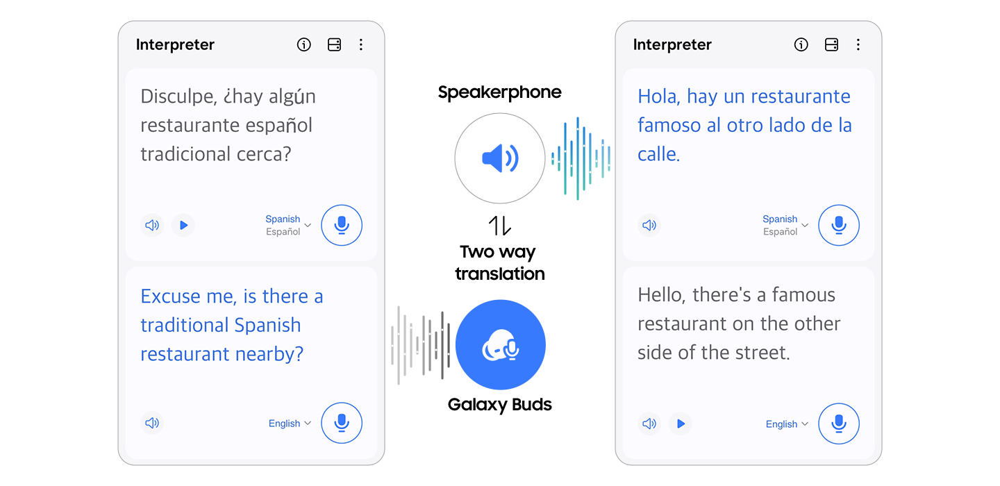 Interpreter
Disculpe, ¿hay algún
restaurante español
tradicional cerca?
Spanish
Español
Excuse me, is there a
traditional Spanish
restaurant nearby?
English
Speakerphone
Two way
translation
Galaxy Buds
Interpreter
Hola, hay un restaurante
famoso al otro lado de la
calle.
Spanish
Español
Hello, there's a famous
restaurant on the other
side of the street.
English